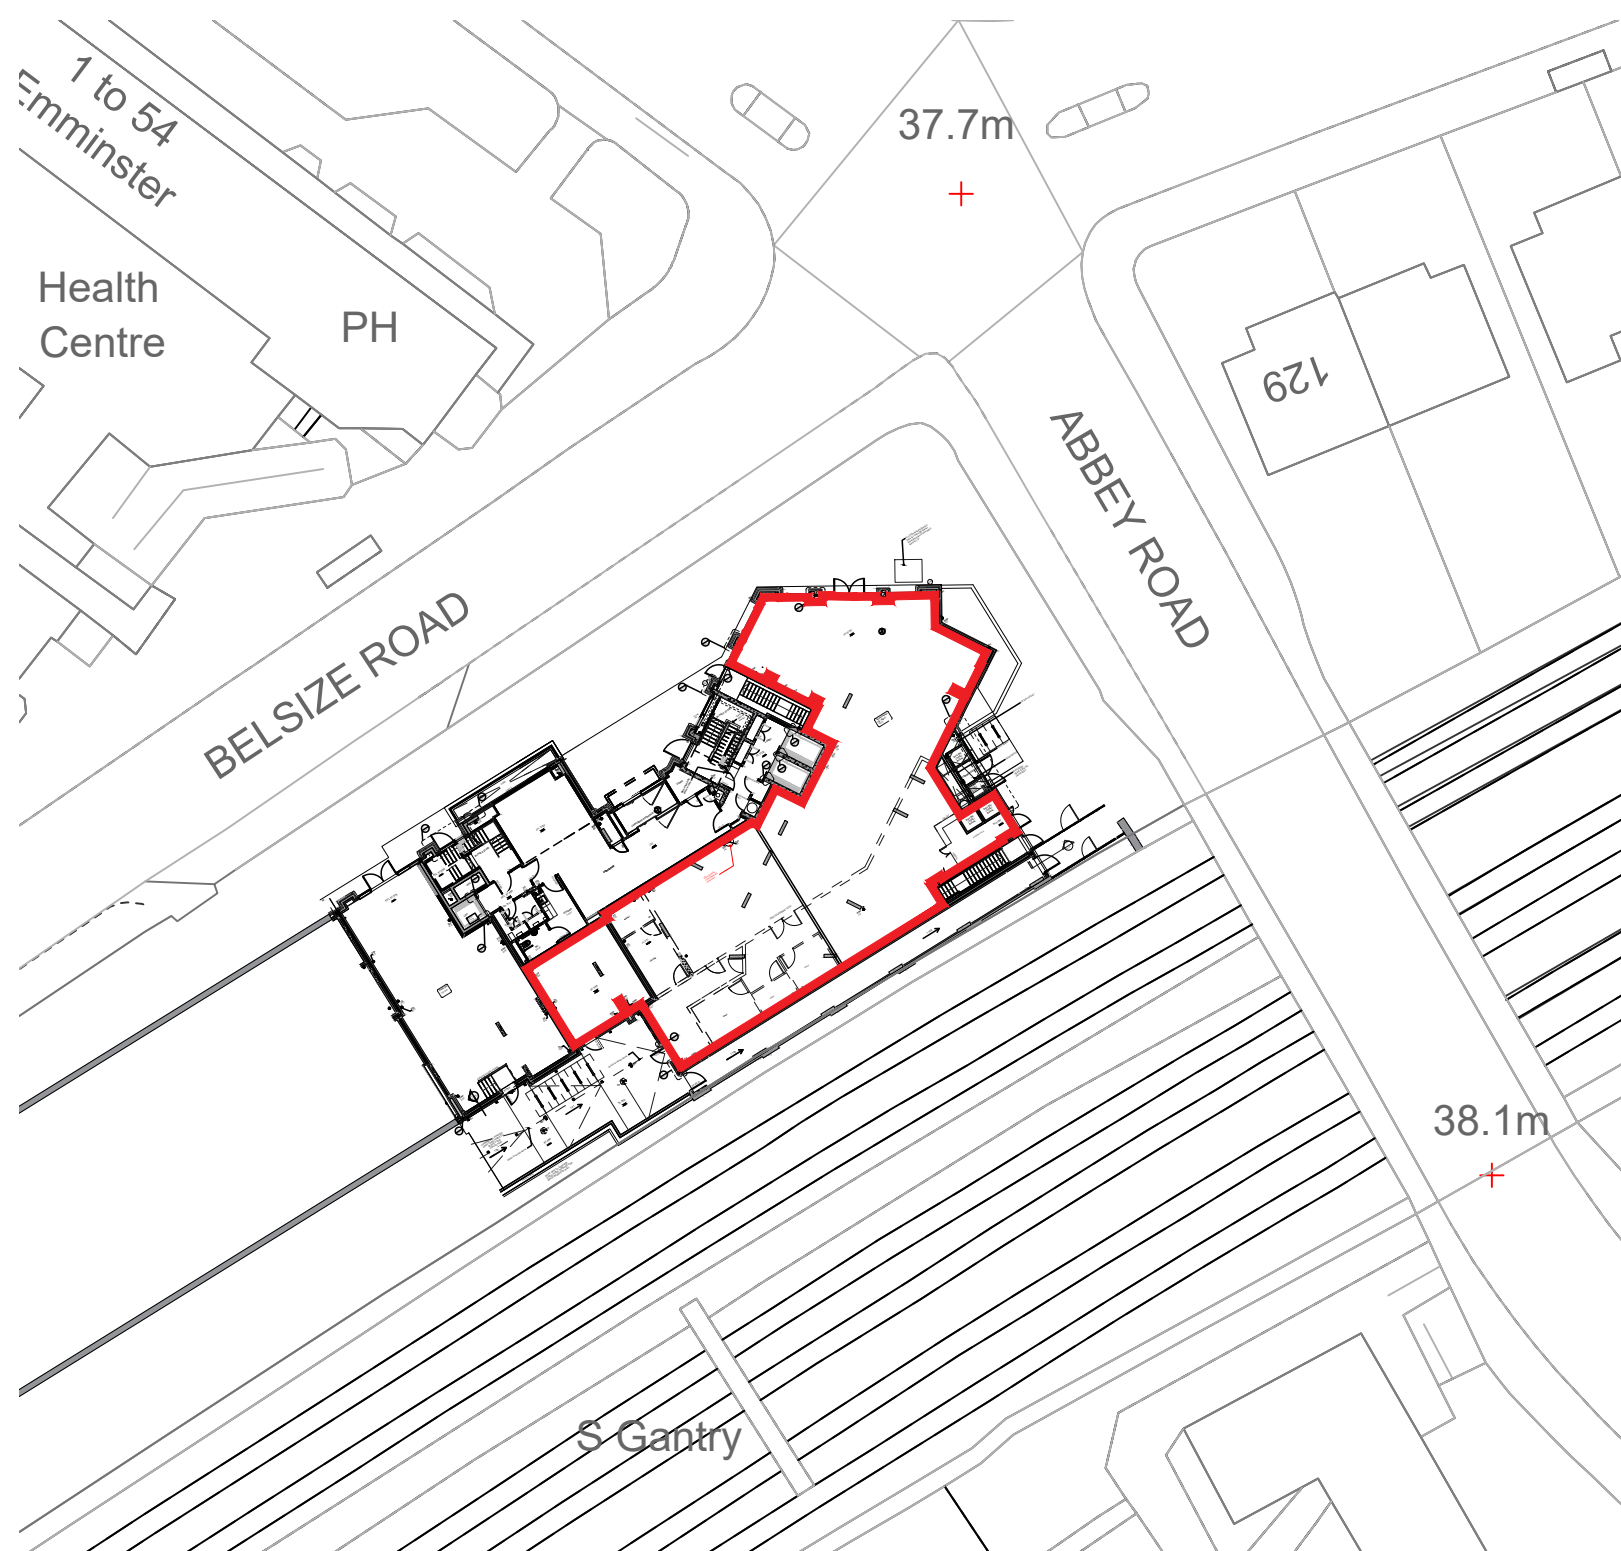 1 to 54
Emminster
37.7m
Health
Centre
PH
129
ABBEY ROAD
BELSIZE ROAD
38.1m
S Gantry